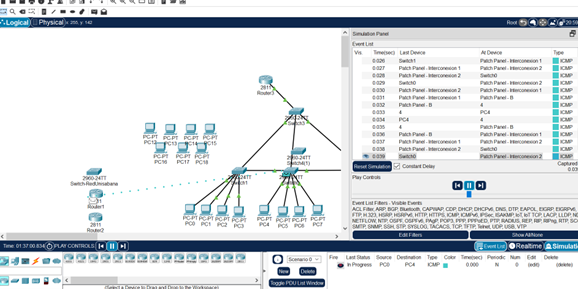 Logical
Physical
x: 255, y: 142
Root
Simulation Panel
Event List
Vis.
Time(sec)
Last Device
At Device
Type
0.026 Switch1 Patch Panel - Interconexion 1 ICMP
0.027 Patch Panel - Interconexion 1 Patch Panel - Interconexion 2 ICMP
0.028 Patch Panel - Interconexion 2 Switch0 ICMP
0.029 Switch0 Patch Panel - Interconexion 2 ICMP
0.030 Patch Panel - Interconexion 2 Patch Panel - Interconexion 1 ICMP
0.031 Patch Panel - Interconexion 1 Patch Panel - B ICMP
0.032 Patch Panel - B 4 ICMP
0.033 4 PC4 ICMP
0.034 PC4 4 ICMP
0.035 4 Patch Panel - B ICMP
0.036 Patch Panel - B Patch Panel - Interconexion 1 ICMP
0.037 Patch Panel - Interconexion 1 Patch Panel - Interconexion 2 ICMP
0.038 Patch Panel - Interconexion 2 Switch0 ICMP
0.039 Switch0 Patch Panel - Interconexion 2 ICMP
Reset Simulation
Constant Delay
Captured
Play Controls
Event List Filters - Visible Events
ACL Filter, ARP, BGP, Bluetooth, CAPWAP, CDP, DHCP, DHCPv6, DNS, DTP, EAPOL, EIGRP, EIGRPv6,
FTP, H.323, HSRP, HSRPv6, HTTP, HTTPS, ICMP, ICMPv6, IPSec, ISAKMP, IoT, IoT TCP, LACP, LLDP,
NETFLOW, NTP, OSPF, OSPFv6, PAgP, POP3, PPP, PPPoED, PTP, RADIUS, REP, RIP, RIPng, RTP,
SMTP, SNMP, SSH, STP, SYSLOG, TACACS, TCP, TFTP, Telnet, UDP, USB, VTP
Edit Filters
Show All/None
2811
Router3
2960-24TT
Switch3
PC-PT
PC12
PC-PT
PC13
PC-PT
PC14
PC-PT
PC15
PC-PT
PC16
PC-PT
PC17
PC-PT
PC18
2960-24TT
Switch4(1)
2960-24TT
Switch-RedUnisabana
2960-24TT
Switch1
Router1
2811
Router2
PC-PT
PC0
PC-PT
PC1
PC-PT
PC2
PC-PT
PC3
PC-PT
PC4
PC-PT
PC5
PC-PT
PC6
PC-PT
PC7
Time: 01:37:00.834
PLAY CONTROLS:
Event List
Realtime
Simulation
Scenario 0
New
Delete
Toggle PDU List Window
Fire Last Status Source Destination Type Color Time(sec) Periodic Num Edit Delete
In Progress PC0 PC4 ICMP 0.000 N 0 (edit) (delete)
(Select a Device to Drag and Drop to the Workspace)